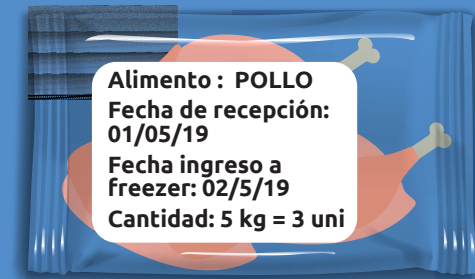 Alimento : POLLO
Fecha de recepción:
01/05/19
Fecha ingreso a
freezer: 02/5/19
Cantidad: 5 kg = 3 uni